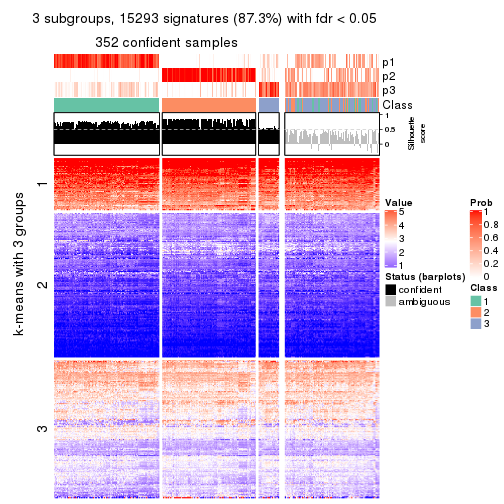 3 subgroups, 15293 signatures (87.3%) with fdr < 0.05
352 confident samples
p1
p2
p3
Class
1
0.5
0
Silhouette
score
k-means with 3 groups
1
2
3
Value
5
4
3
2
1
Status (barplots)
confident
ambiguous
Prob
1
0.8
0.6
0.4
0.2
0
Class
1
2
3